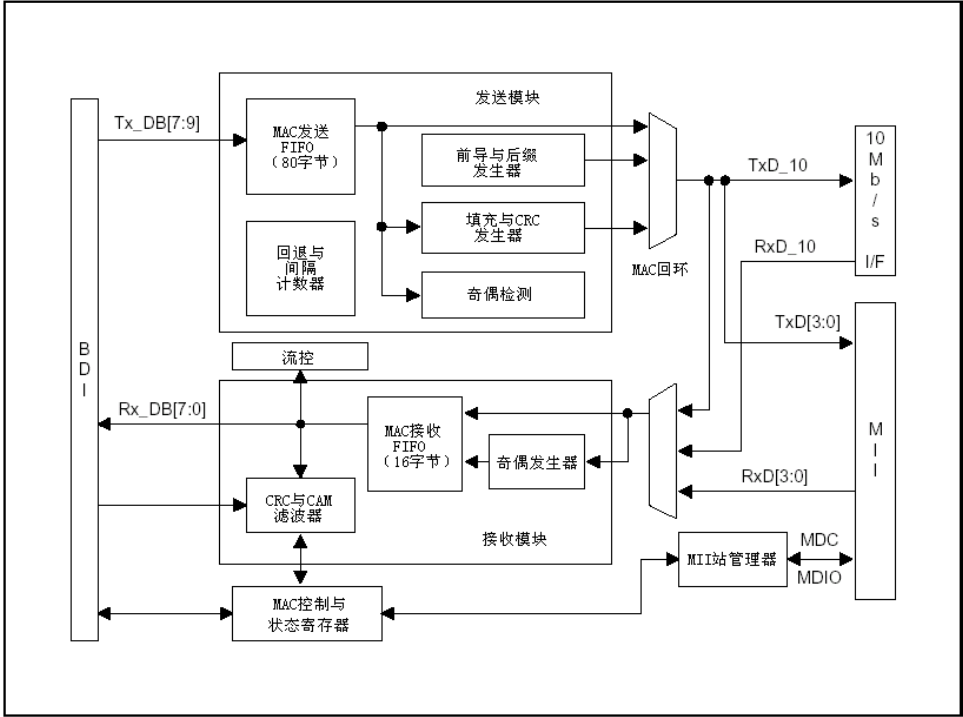 发送模块
Tx_DB[7:9]
MAC发送
FIFO
(80字节)
前导与后缀
发生器
填充与CRC
发生器
奇偶检测
回退与
间隔
计数器
MAC回环
TxD_10
RxD_10
10
M
b
/
s
I/F
TxD[3:0]
B
D
I
流控
Rx_DB[7:0]
MAC接收
FIFO
(16字节)
奇偶发生器
CRC与CAM
滤波器
接收模块
RxD[3:0]
M
I
I
MII站管理器
MDC
MDIO
MAC控制与
状态寄存器